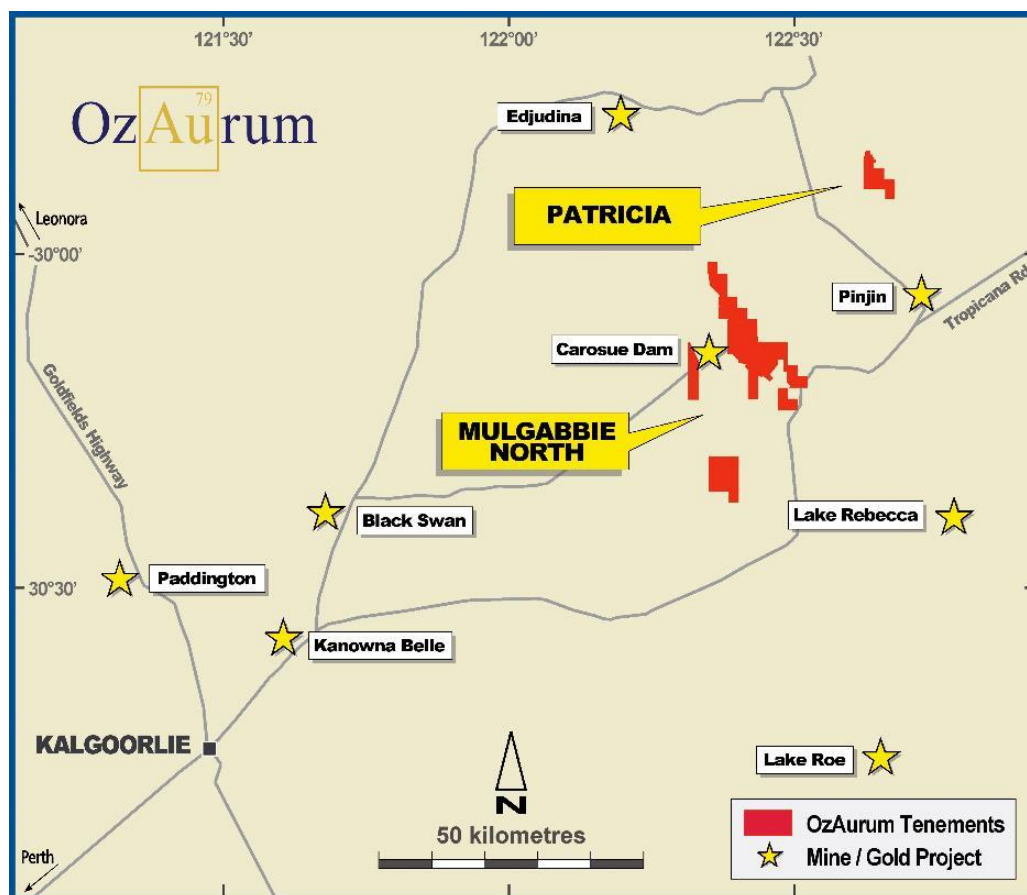 121°30'
122°00'
122°30'
79
OzAurum
Edjudina
PATRICIA
Leonora
-30°00'
Pinjin
Tropicana Rd
Carosue Dam
Goldfields Highway
MULGABBIE
NORTH
Black Swan
Lake Rebecca
Paddington
30°30'
Kanowna Belle
KALGOORLIE
Lake Roe
N
50 kilometres
OzAurum Tenements
Mine / Gold Project
Perth